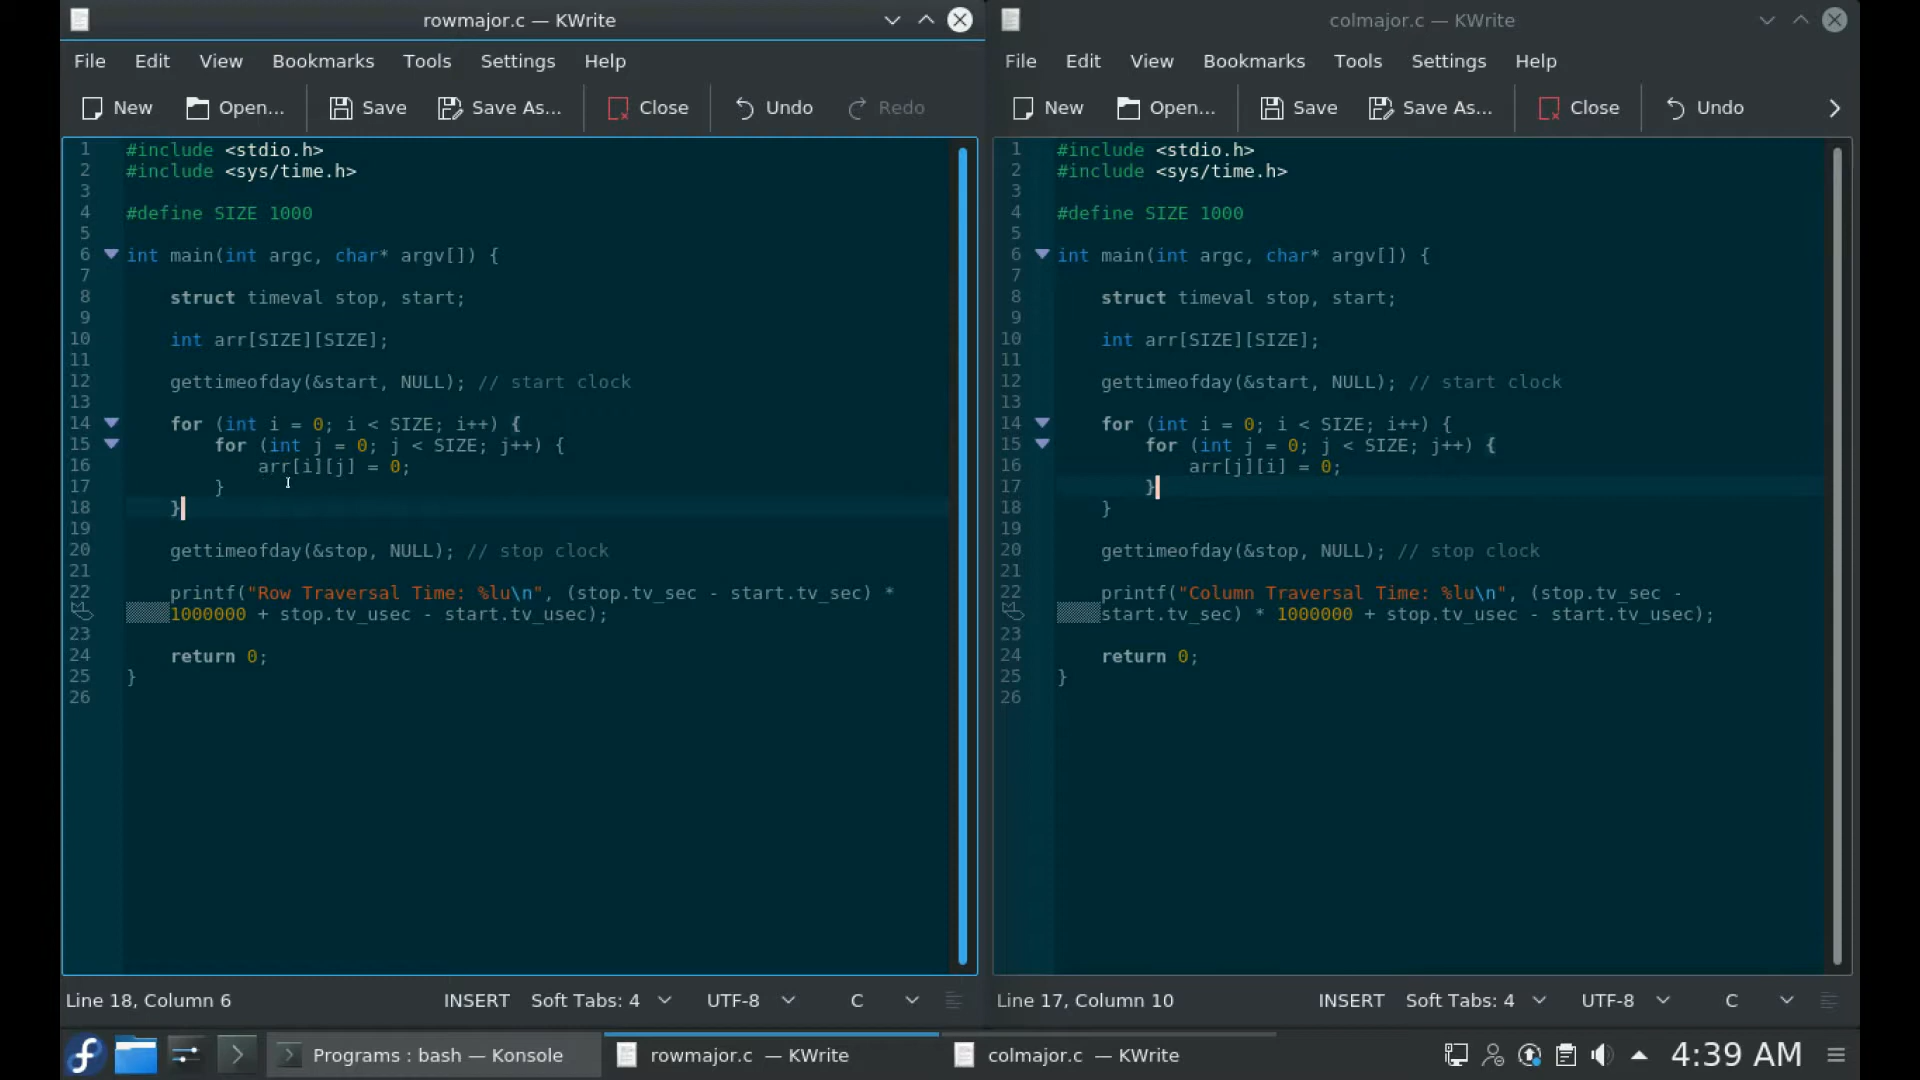 rowmajor.c — KWrite
File Edit View Bookmarks Tools Settings Help
New Open... Save Save As... Close Undo Redo
1 #include <stdio.h>
2 #include <sys/time.h>
3
4 #define SIZE 1000
5
6 int main(int argc, char* argv[]) {
7
8 struct timeval stop, start;
9
10 int arr[SIZE][SIZE];
11
12 gettimeofday(&start, NULL); // start clock
13
14 for (int i = 0; i < SIZE; i++) {
15 for (int j = 0; j < SIZE; j++) {
16 arr[i][j] = 0;
17 }
18 }
19
20 gettimeofday(&stop, NULL); // stop clock
21
22 printf("Row Traversal Time: %lu\n", (stop.tv_sec - start.tv_sec) *
1000000 + stop.tv_usec - start.tv_usec);
23
24 return 0;
25 }
26
Line 18, Column 6 INSERT Soft Tabs: 4 UTF-8 C
colmajor.c — KWrite
File Edit View Bookmarks Tools Settings Help
New Open... Save Save As... Close Undo
1 #include <stdio.h>
2 #include <sys/time.h>
3
4 #define SIZE 1000
5
6 int main(int argc, char* argv[]) {
7
8 struct timeval stop, start;
9
10 int arr[SIZE][SIZE];
11
12 gettimeofday(&start, NULL); // start clock
13
14 for (int i = 0; i < SIZE; i++) {
15 for (int j = 0; j < SIZE; j++) {
16 arr[j][i] = 0;
17 }
18 }
19
20 gettimeofday(&stop, NULL); // stop clock
21
22 printf("Column Traversal Time: %lu\n", (stop.tv_sec -
start.tv_sec) * 1000000 + stop.tv_usec - start.tv_usec);
23
24 return 0;
25 }
26
Line 17, Column 10 INSERT Soft Tabs: 4 UTF-8 C
Programs : bash — Konsole rowmajor.c — KWrite colmajor.c — KWrite 4:39 AM